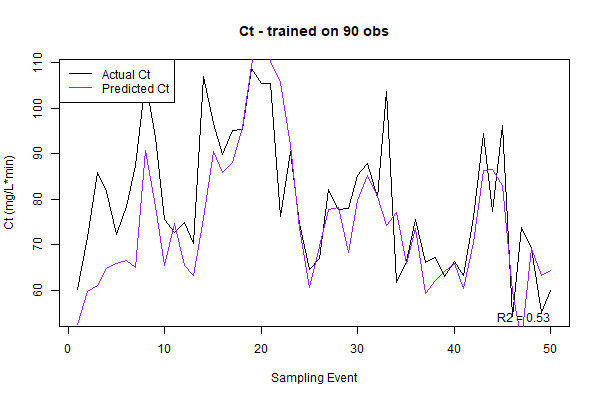 Ct - trained on 90 obs
Actual Ct
Predicted Ct
110
100
90
80
70
60
Ct (mg/L*min)
R2 = 0.53
0 10 20 30 40 50
Sampling Event